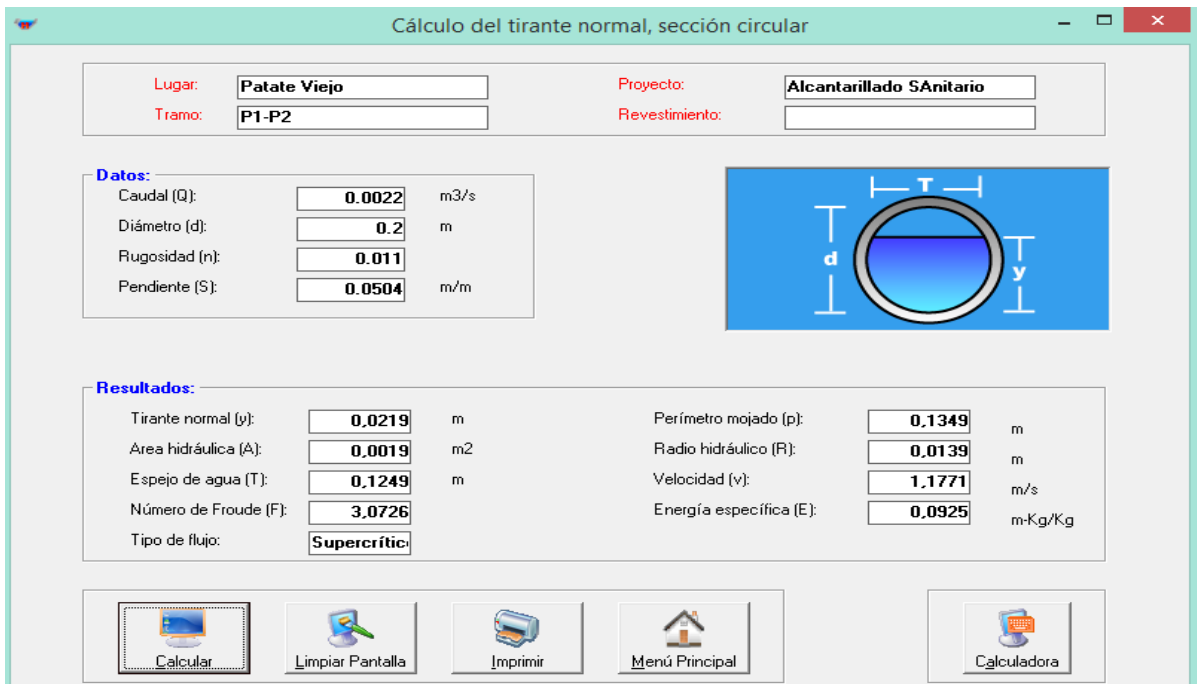 Cálculo del tirante normal, sección circular
Lugar: Patate Viejo Proyecto: Alcantarillado SAnitario
Tramo: P1-P2 Revestimiento:
Datos:
Caudal (Q): 0.0022 m3/s
Diámetro (d): 0.2 m
Rugosidad (n): 0.011
Pendiente (S): 0.0504 m/m
T
d
y
Resultados:
Tirante normal (y): 0,0219 m Perímetro mojado (p): 0,1349 m
Area hidráulica (A): 0,0019 m2 Radio hidráulico (R): 0,0139 m
Espejo de agua (T): 0,1249 m Velocidad (v): 1,1771 m/s
Número de Froude (F): 3,0726 Energía específica (E): 0,0925 m-Kg/Kg
Tipo de flujo: Supercrític
Calcular Limpiar Pantalla Imprimir Menú Principal Calculadora